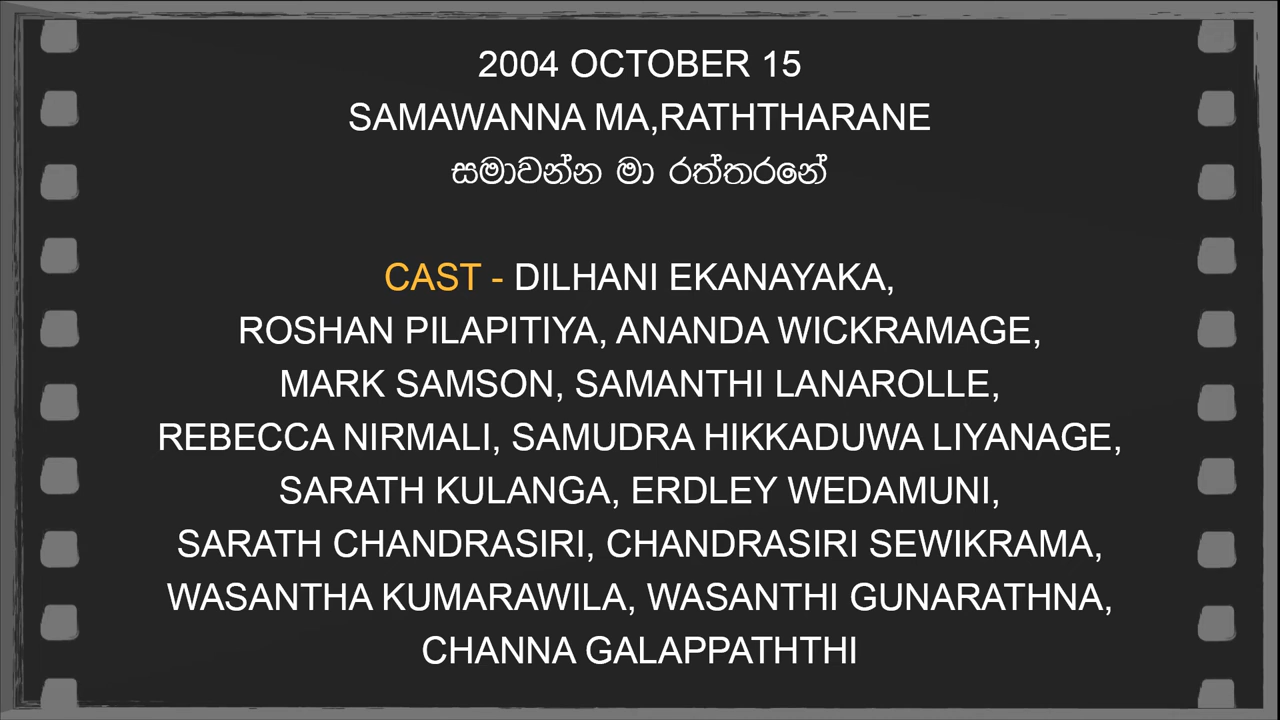 2004 OCTOBER 15
SAMAWANNA MA,RATHTHARANE
සමාවන්න මා රත්තරනේ
CAST - DILHANI EKANAYAKA,
ROSHAN PILAPITIYA, ANANDA WICKRAMAGE,
MARK SAMSON, SAMANTHI LANAROLLE,
REBECCA NIRMALI, SAMUDRA HIKKADUWA LIYANAGE,
SARATH KULANGA, ERDLEY WEDAMUNI,
SARATH CHANDRASIRI, CHANDRASIRI SEWIKRAMA,
WASANTHA KUMARAWILA, WASANTHI GUNARATHNA,
CHANNA GALAPPATHTHI